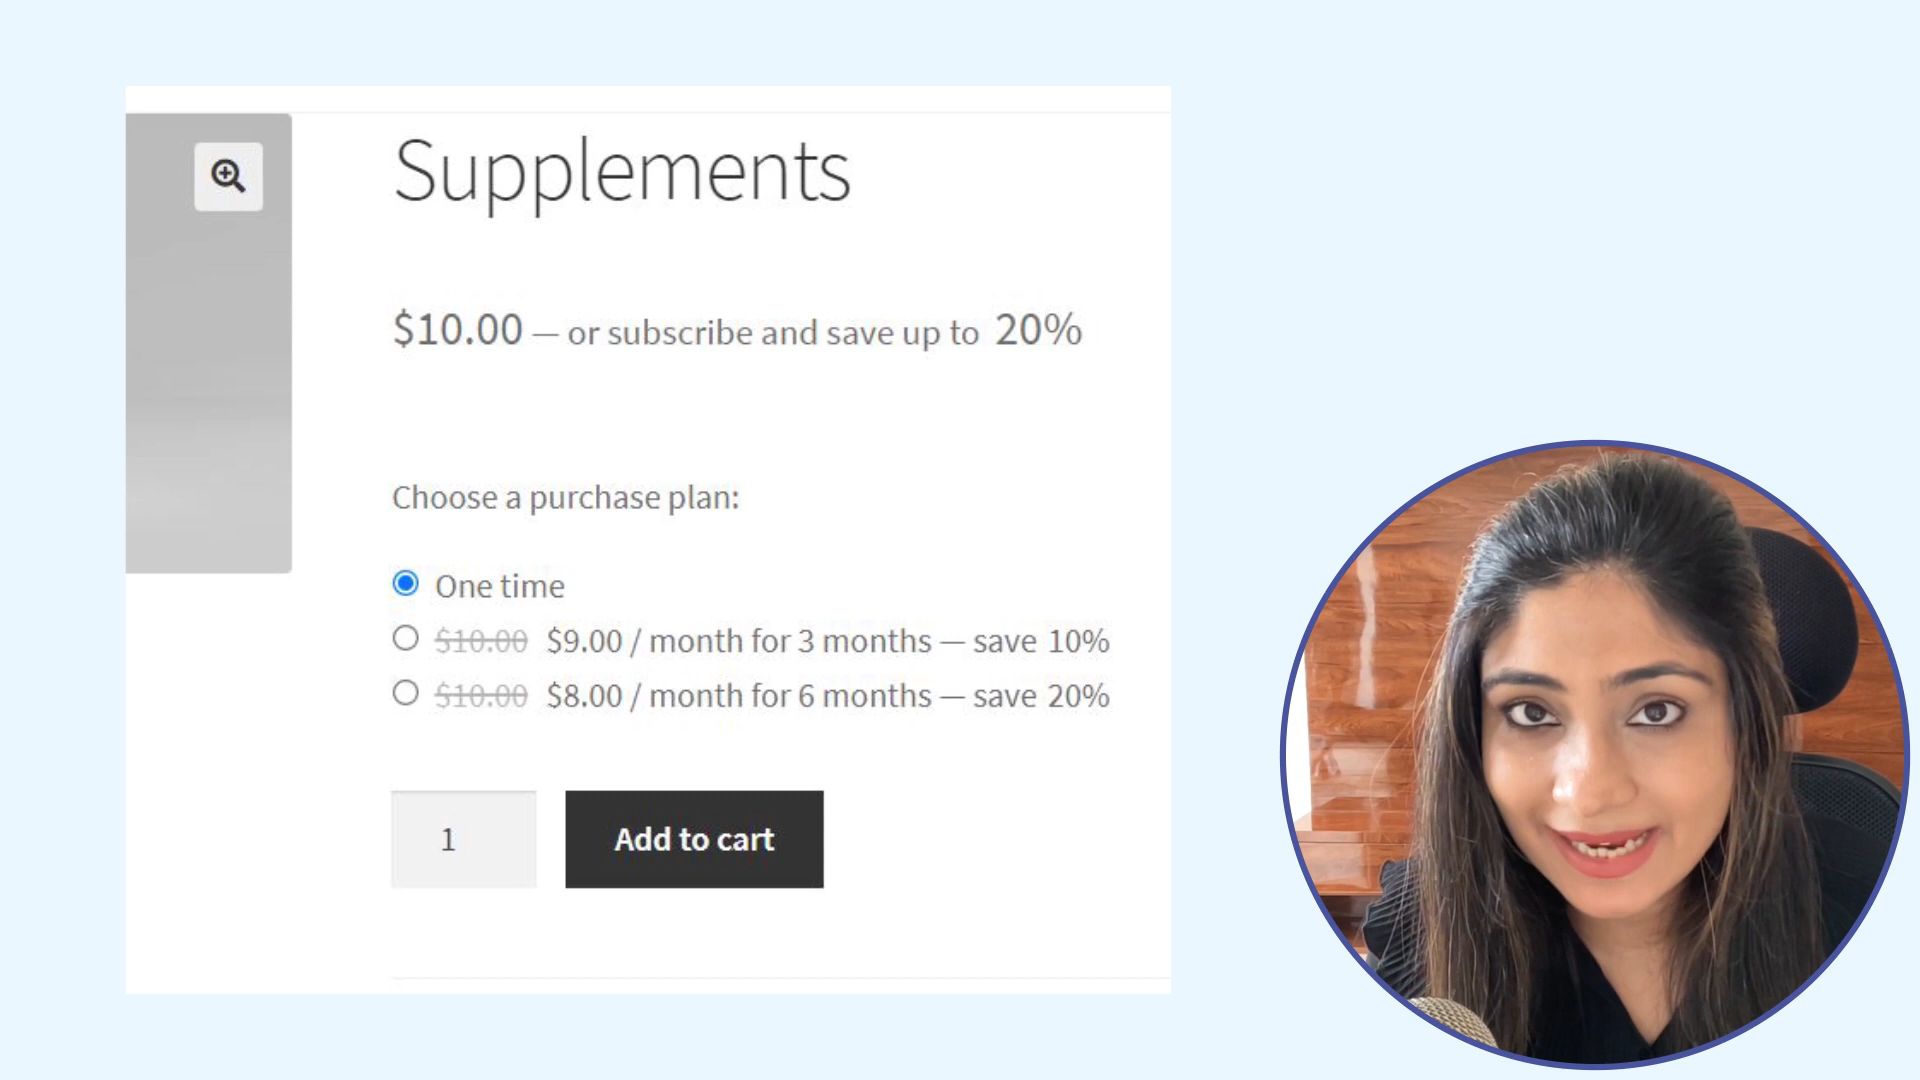 Supplements
$10.00 — or subscribe and save up to 20%
Choose a purchase plan:
One time
$10.00 $9.00 / month for 3 months — save 10%
$10.00 $8.00 / month for 6 months — save 20%
1
Add to cart